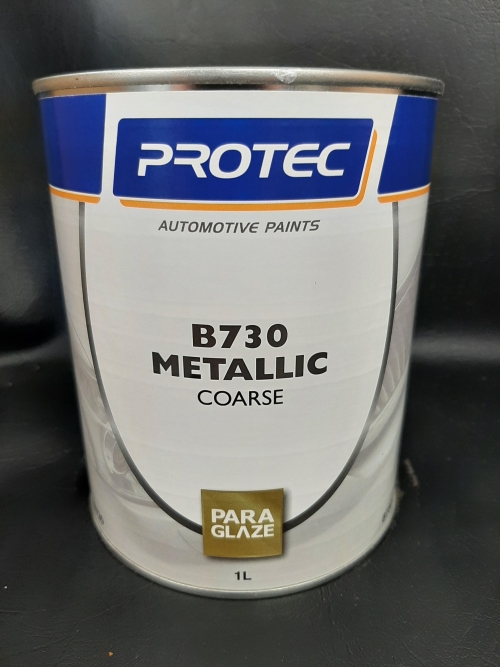 PROTEC
AUTOMOTIVE PAINTS
B730
METALLIC
COARSE
PARA
GLAZE
1L